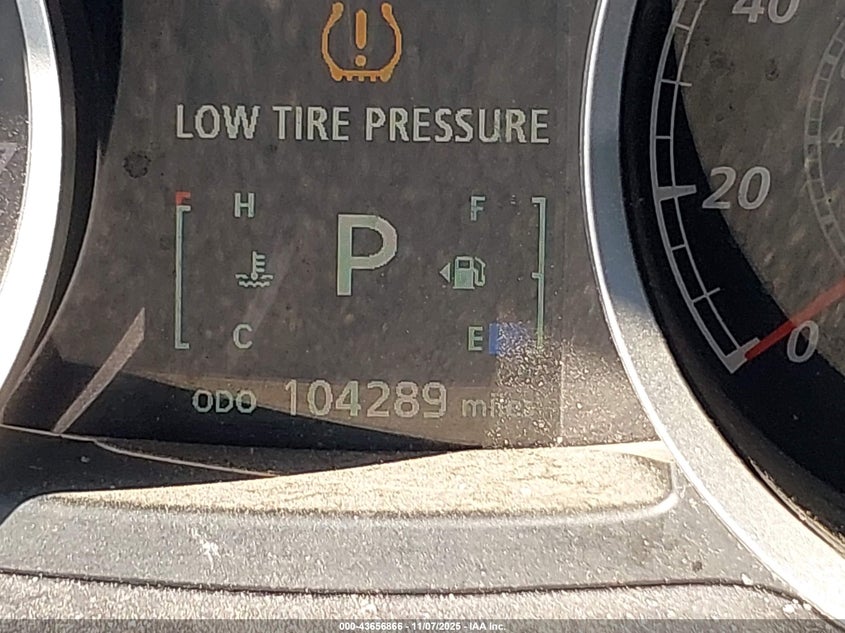 40
LOW TIRE PRESSURE
20
H
F
P
C
E
0
ODO 104289 miles
000-43656866 - 11/07/2025 - IAA Inc.